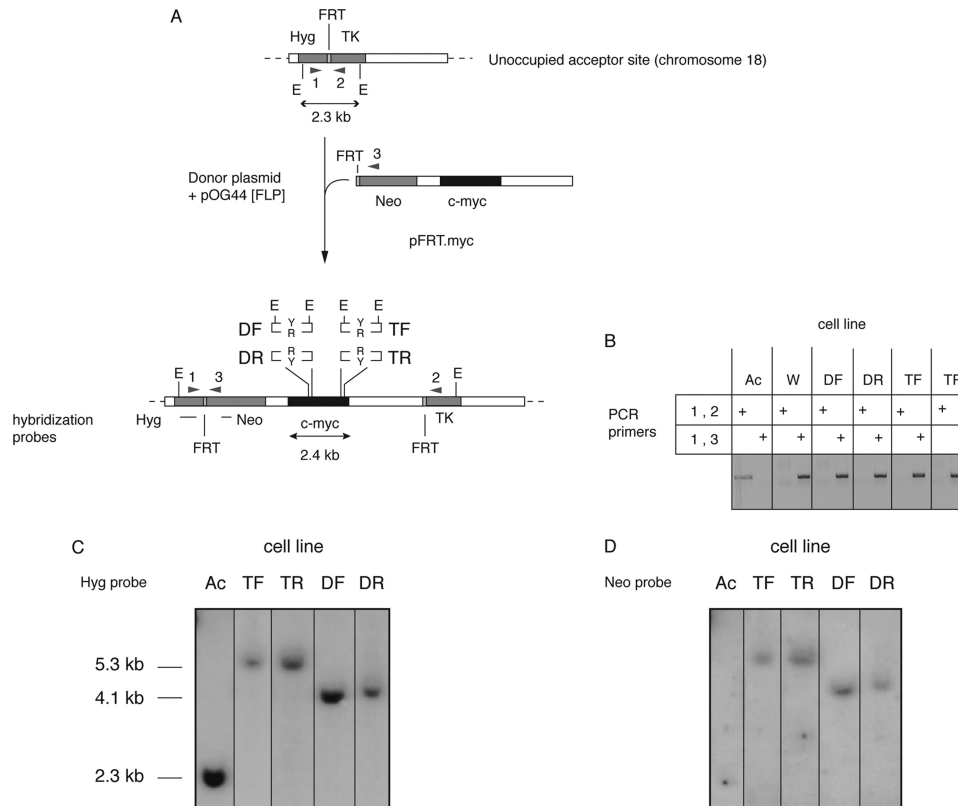 A
FRT
Hyg TK
Unoccupied acceptor site (chromosome 18)
1 2
E E
2.3 kb
FRT 3
Donor plasmid
+ pOG44 [FLP]
Neo c-myc
pFRT.myc
E E E E
DF Y R Y R TF
DR R Y R Y TR
E 1 3 2 E
hybridization
probes
Hyg Neo c-myc TK
FRT 2.4 kb FRT
B
cell line
Ac W DF DR TF TR
PCR
primers
1 , 2 + + + + + +
1 , 3 + + + + +
C
cell line
Hyg probe
Ac TF TR DF DR
5.3 kb
4.1 kb
2.3 kb
D
cell line
Neo probe
Ac TF TR DF DR